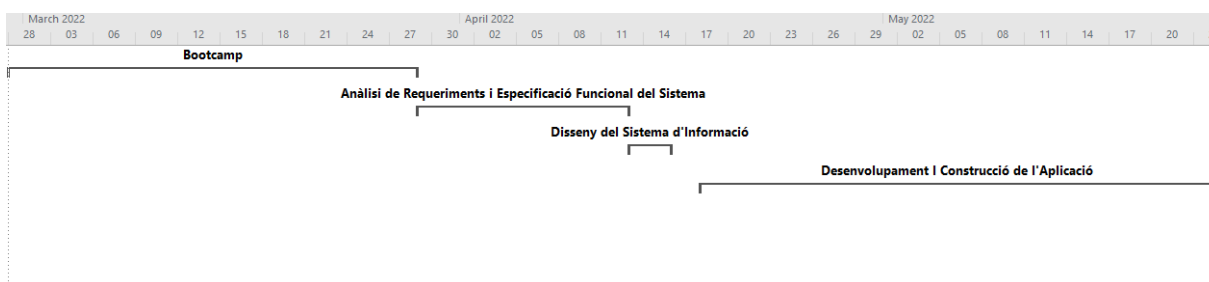 March 2022 April 2022 May 2022
28 03 06 09 12 15 18 21 24 27 30 02 05 08 11 14 17 20 23 26 29 02 05 08 11 14 17 20
Bootcamp
Anàlisi de Requeriments i Especificació Funcional del Sistema
Disseny del Sistema d'Informació
Desenvolupament I Construcció de l'Aplicació